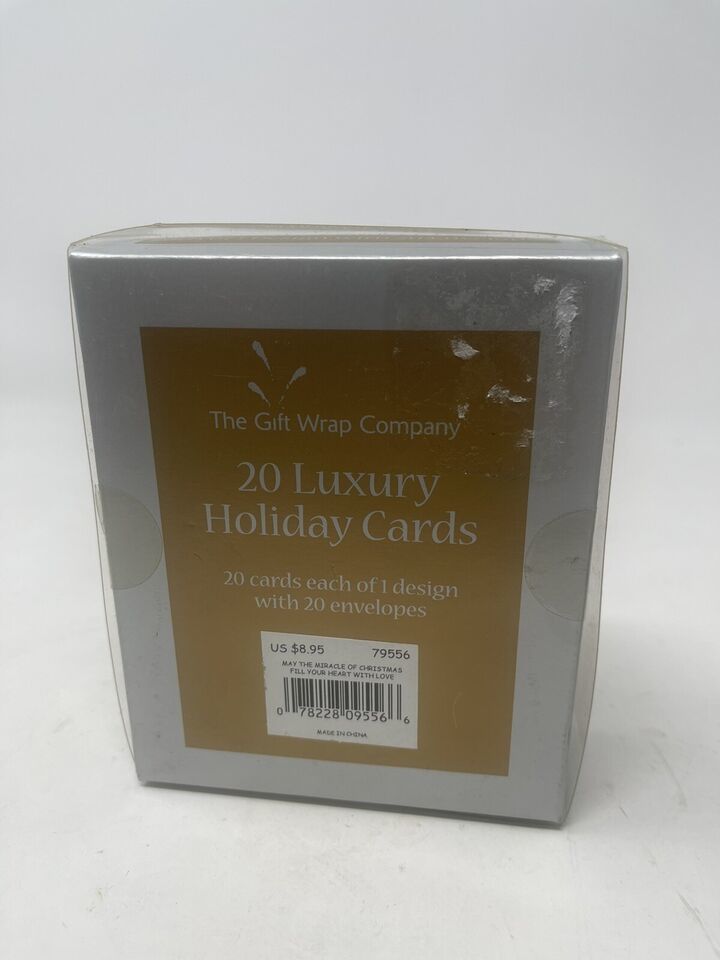 The Gift Wrap Company
20 Luxury
Holiday Cards
20 cards each of 1 design
with 20 envelopes
US $8.95 79556
MAY THE MIRACLE OF CHRISTMAS
FILL YOUR HEART WITH LOVE
0 78228 09556 6
MADE IN CHINA